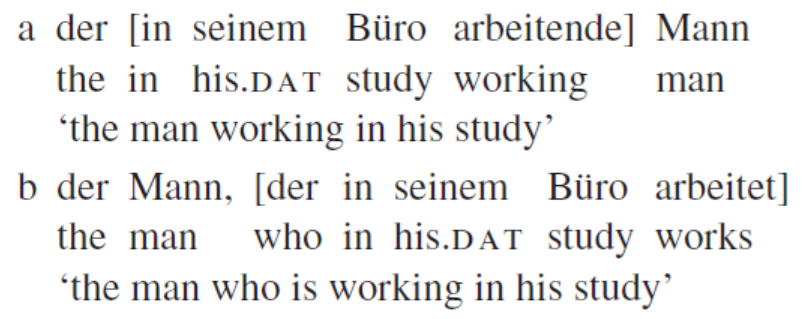 a der [in seinem Büro arbeitende] Mann
the in his.DAT study working man
‘the man working in his study’
b der Mann, [der in seinem Büro arbeitet]
the man who in his.DAT study works
‘the man who is working in his study’